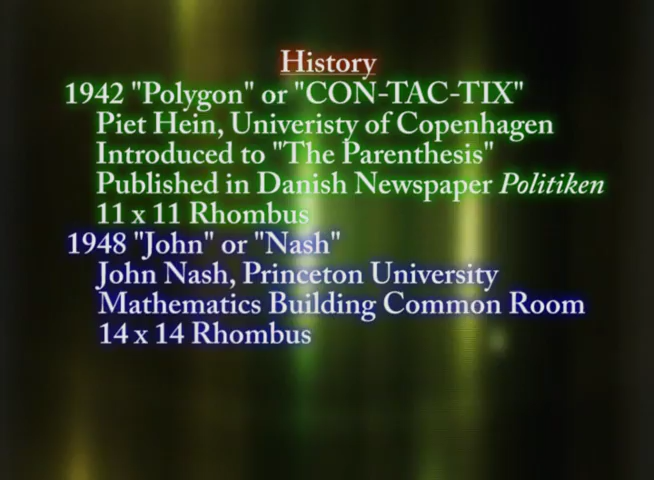 History
1942 "Polygon" or "CON-TAC-TIX"
Piet Hein, Univeristy of Copenhagen
Introduced to "The Parenthesis"
Published in Danish Newspaper Politiken
11 x 11 Rhombus
1948 "John" or "Nash"
John Nash, Princeton University
Mathematics Building Common Room
14 x 14 Rhombus